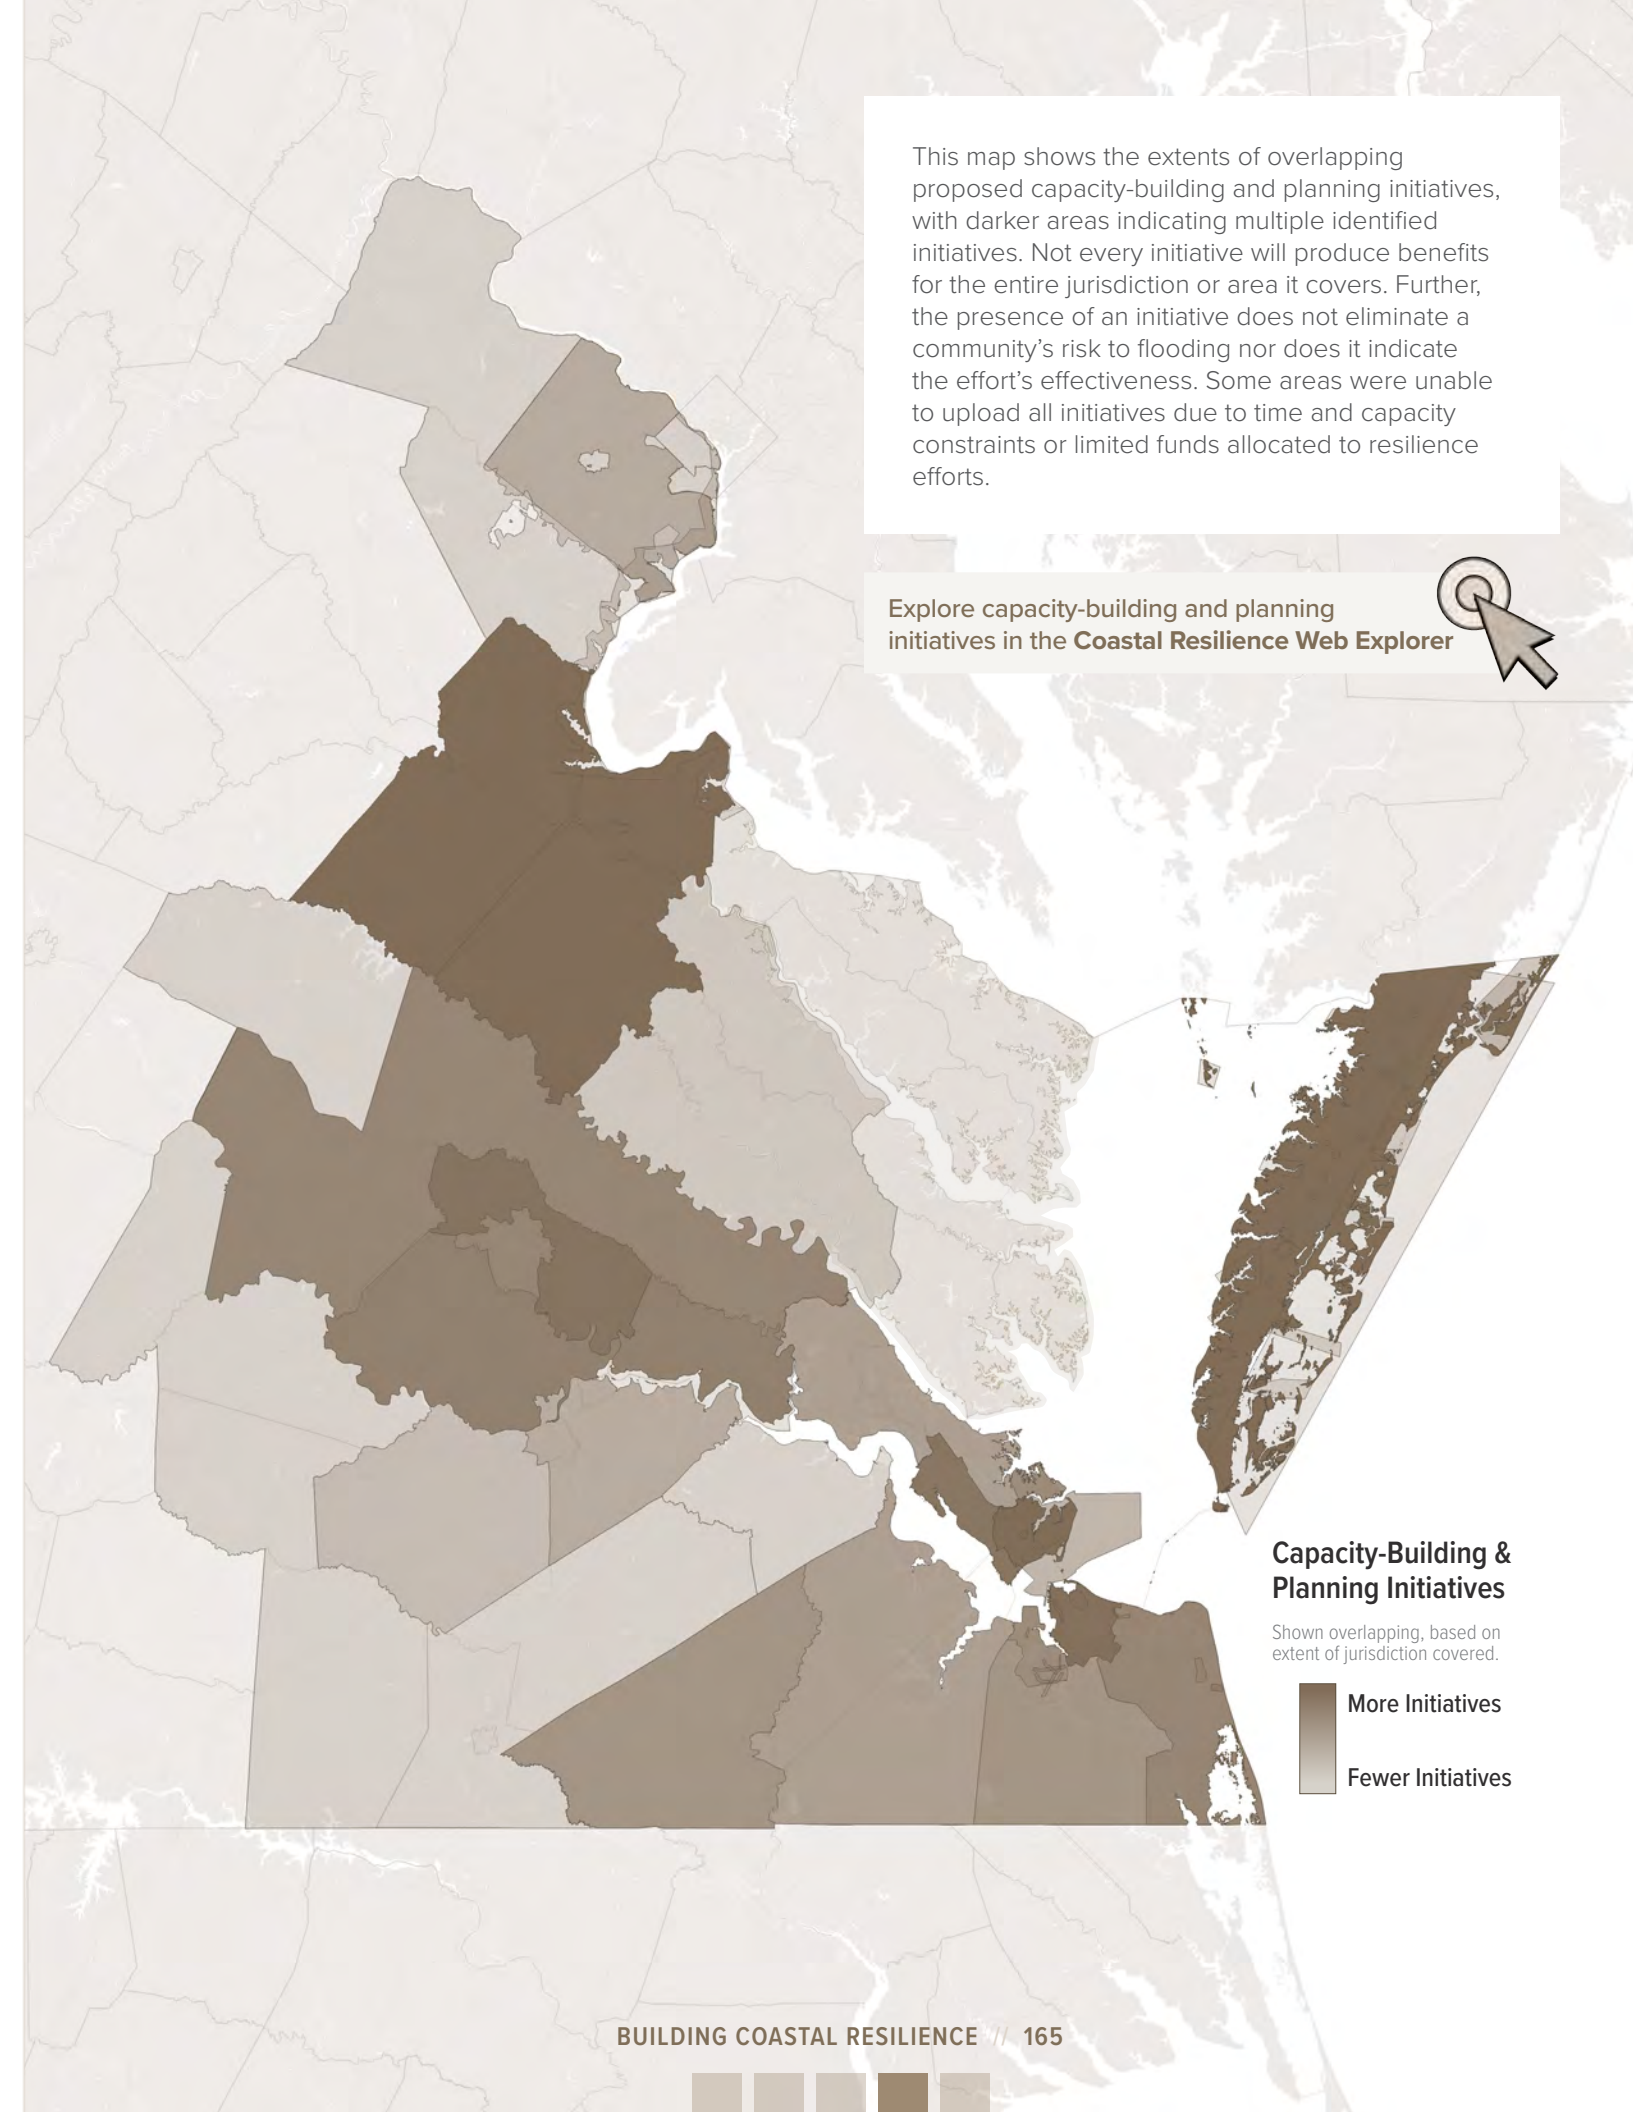 This map shows the extents of overlapping
proposed capacity-building and planning initiatives,
with darker areas indicating multiple identified
initiatives. Not every initiative will produce benefits
for the entire jurisdiction or area it covers. Further,
the presence of an initiative does not eliminate a
community’s risk to flooding nor does it indicate
the effort’s effectiveness. Some areas were unable
to upload all initiatives due to time and capacity
constraints or limited funds allocated to resilience
efforts.
Explore capacity-building and planning
initiatives in the Coastal Resilience Web Explorer
Capacity-Building &
Planning Initiatives
Shown overlapping, based on
extent of jurisdiction covered.
More Initiatives
Fewer Initiatives
BUILDING COASTAL RESILIENCE // 165